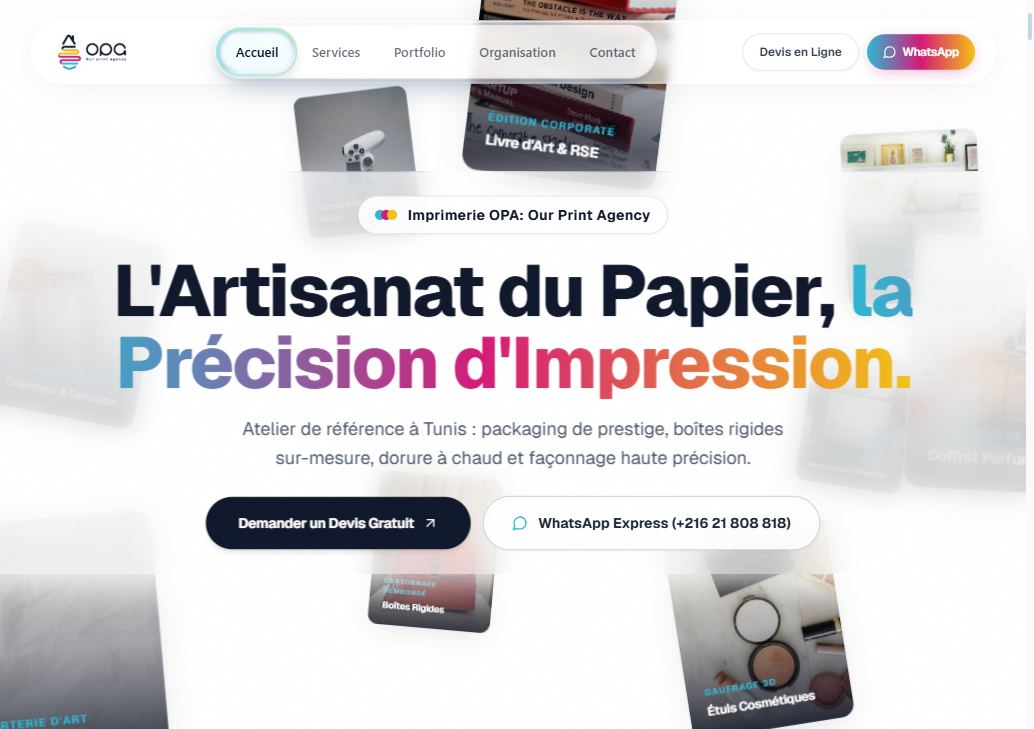 THE OBSTACLE IS THE WAY
opa
Our print agency
Accueil
Services
Portfolio
Organisation
Contact
Devis en Ligne
WhatsApp
Design
ÉDITION CORPORATE
Livre d'Art & RSE
Imprimerie OPA: Our Print Agency
L'Artisanat du Papier, la
Précision d'Impression.
Atelier de référence à Tunis : packaging de prestige, boîtes rigides
sur-mesure, dorure à chaud et façonnage haute précision.
Coffret Parfum
Demander un Devis Gratuit
WhatsApp Express (+216 21 808 818)
CARTONNAGE
REMBORDÉ
Boîtes Rigides
GAUFRAGE 3D
Étuis Cosmétiques
RTERIE D'ART